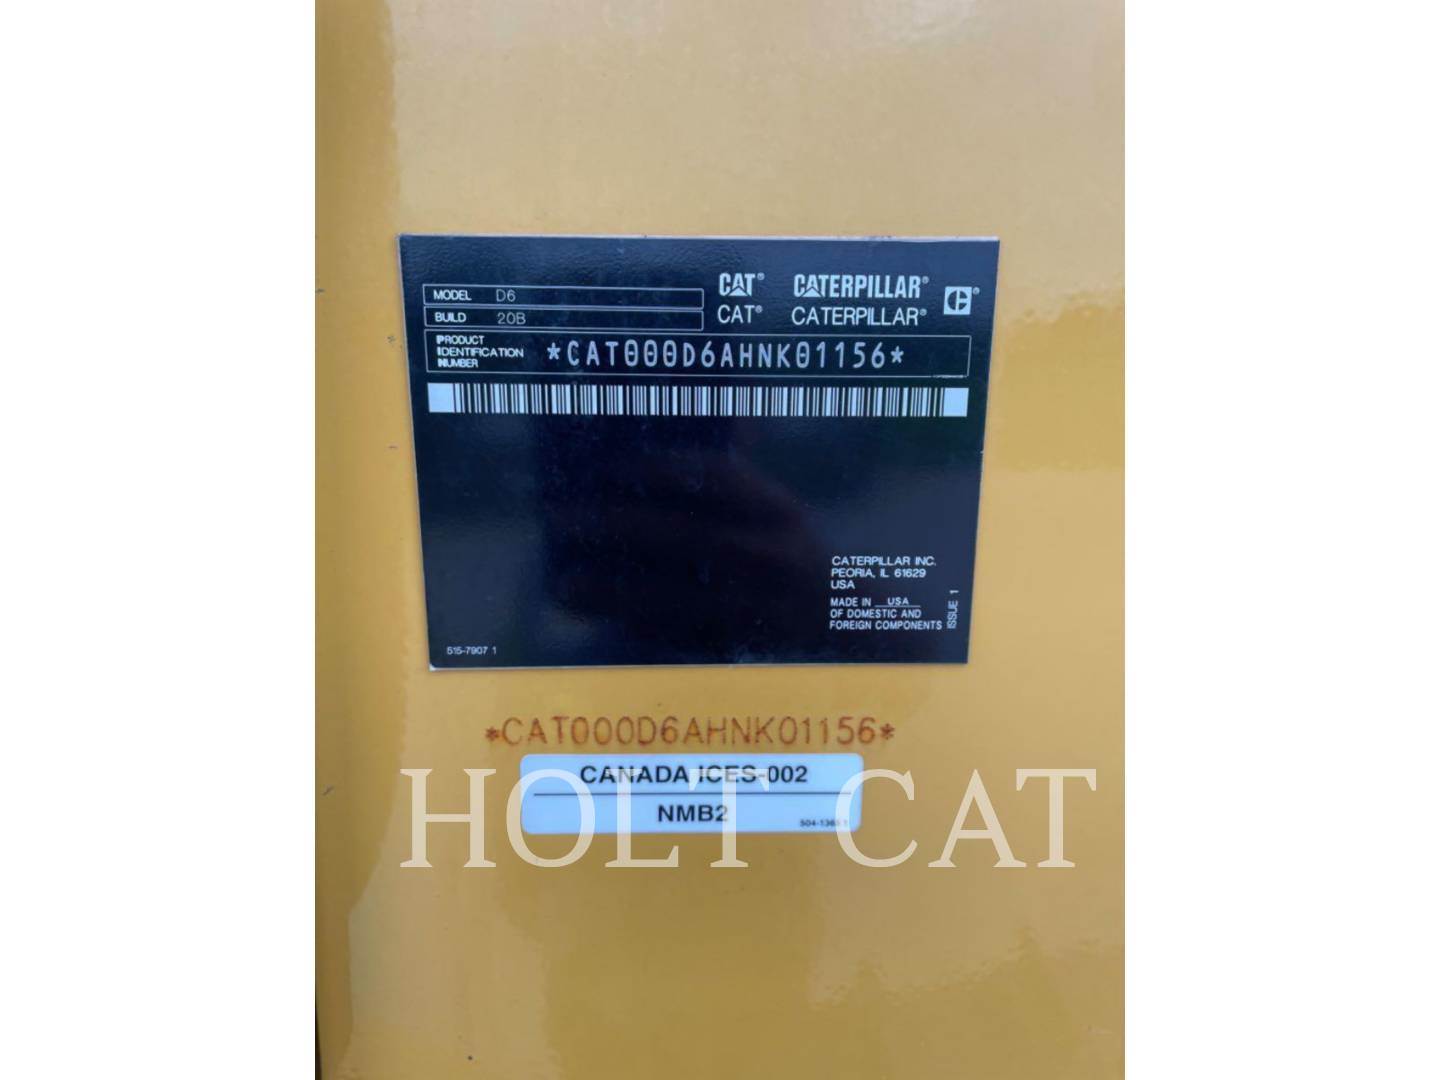 MODEL D6
BUILD 20B
CAT® CATERPILLAR®
CAT® CATERPILLAR®
PRODUCT
IDENTIFICATION
NUMBER
*CAT000D6AHNK01156*
CATERPILLAR INC.
PEORIA, IL 61629
USA
MADE IN USA
OF DOMESTIC AND
FOREIGN COMPONENTS
ISSUE 1
515-7907 1
*CAT000D6AHNK01156*
CANADA ICES-002
NMB2
HOLT CAT